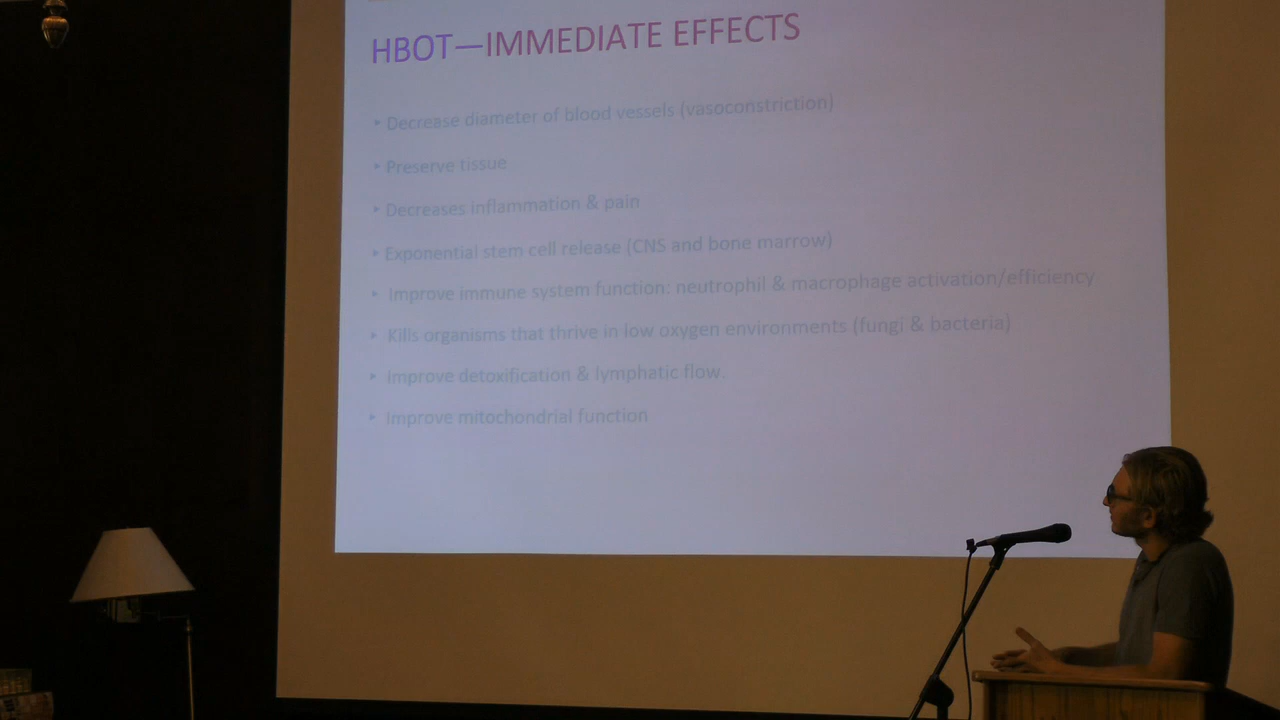 HBOT—IMMEDIATE EFFECTS
‣ Decrease diameter of blood vessels (vasoconstriction)
‣ Preserve tissue
‣ Decreases inflammation & pain
‣ Exponential stem cell release (CNS and bone marrow)
‣ Improve immune system function: neutrophil & macrophage activation/efficiency
‣ Kills organisms that thrive in low oxygen environments (fungi & bacteria)
‣ Improve detoxification & lymphatic flow
‣ Improve mitochondrial function